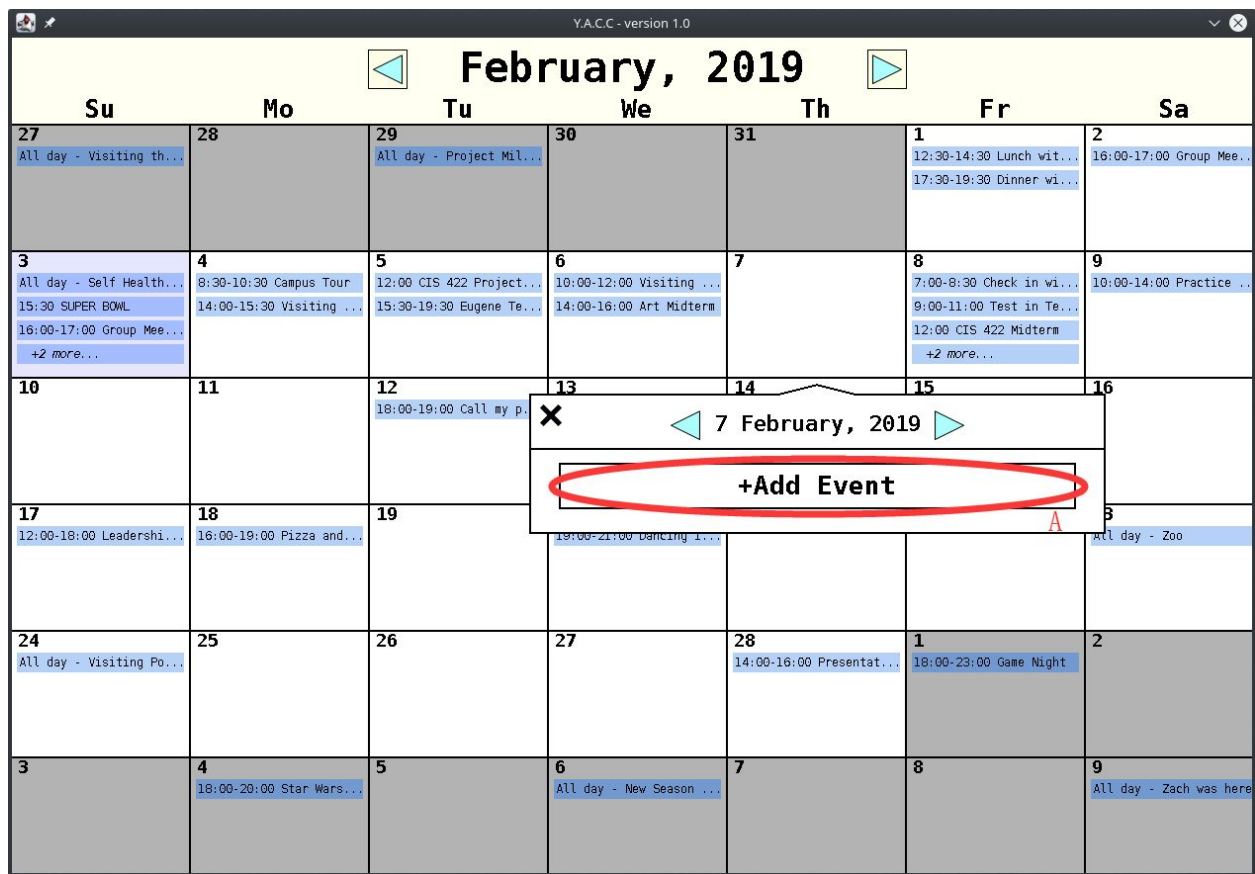 Y.A.C.C - version 1.0
February, 2019
Su Mo Tu We Th Fr Sa
27 28 29 30 31 1 2
All day - Visiting th... All day - Project Mil... 12:30-14:30 Lunch wit... 16:00-17:00 Group Mee..
17:30-19:30 Dinner wi...
3 4 5 6 7 8 9
All day - Self Health... 8:30-10:30 Campus Tour 12:00 CIS 422 Project... 10:00-12:00 Visiting ... 7:00-8:30 Check in wi... 10:00-14:00 Practice ..
15:30 SUPER BOWL 14:00-15:30 Visiting ... 15:30-19:30 Eugene Te... 14:00-16:00 Art Midterm 9:00-11:00 Test in Te...
16:00-17:00 Group Mee... 12:00 CIS 422 Midterm
+2 more... +2 more...
10 11 12 13 14 15 16
18:00-19:00 Call my p.
7 February, 2019
+Add Event
A
17 18 19
12:00-18:00 Leadershi... 16:00-19:00 Pizza and... 19:00-21:00 Dancing All day - Zoo
24 25 26 27 28 1 2
All day - Visiting Po... 14:00-16:00 Presentat... 18:00-23:00 Game Night
3 4 5 6 7 8 9
18:00-20:00 Star Wars... All day - New Season ... All day - Zach was here